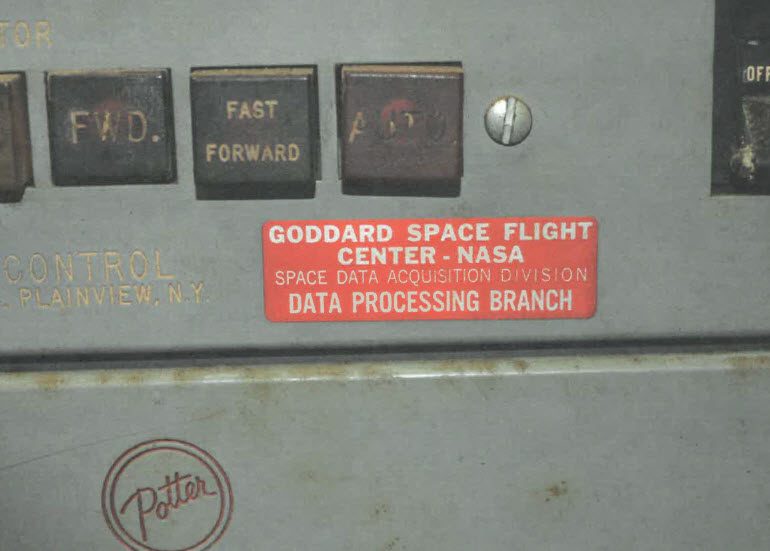 TOR
FWD.
FAST
FORWARD
AUTO
OFF
CONTROL
. PLAINVIEW, N.Y.
GODDARD SPACE FLIGHT
CENTER - NASA
SPACE DATA ACQUISITION DIVISION
DATA PROCESSING BRANCH
Potter